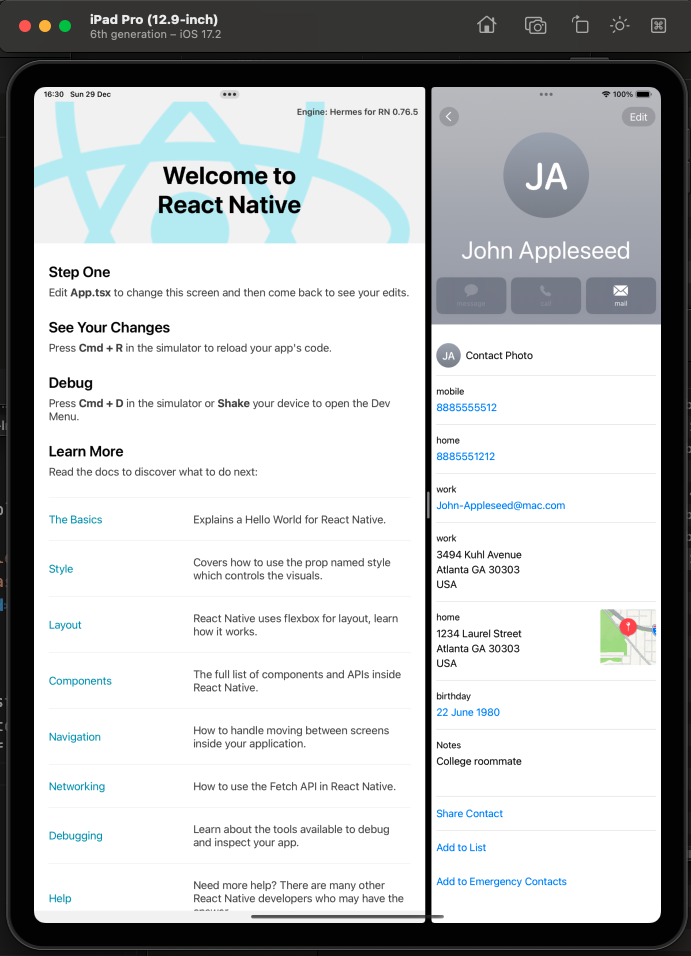 iPad Pro (12.9-inch)
6th generation – iOS 17.2
16:30 Sun 29 Dec
Engine: Hermes for RN 0.76.5
Welcome to
React Native
Step One
Edit App.tsx to change this screen and then come back to see your edits.
See Your Changes
Press Cmd + R in the simulator to reload your app's code.
Debug
Press Cmd + D in the simulator or Shake your device to open the Dev
Menu.
Learn More
Read the docs to discover what to do next:
The Basics
Explains a Hello World for React Native.
Style
Covers how to use the prop named style
which controls the visuals.
Layout
React Native uses flexbox for layout, learn
how it works.
Components
The full list of components and APIs inside
React Native.
Navigation
How to handle moving between screens
inside your application.
Networking
How to use the Fetch API in React Native.
Debugging
Learn about the tools available to debug
and inspect your app.
Help
Need more help? There are many other
React Native developers who may have the
100%
Edit
JA
John Appleseed
message
call
mail
JA
Contact Photo
mobile
8885555512
home
8885551212
work
John-Appleseed@mac.com
work
3494 Kuhl Avenue
Atlanta GA 30303
USA
home
1234 Laurel Street
Atlanta GA 30303
USA
birthday
22 June 1980
Notes
College roommate
Share Contact
Add to List
Add to Emergency Contacts